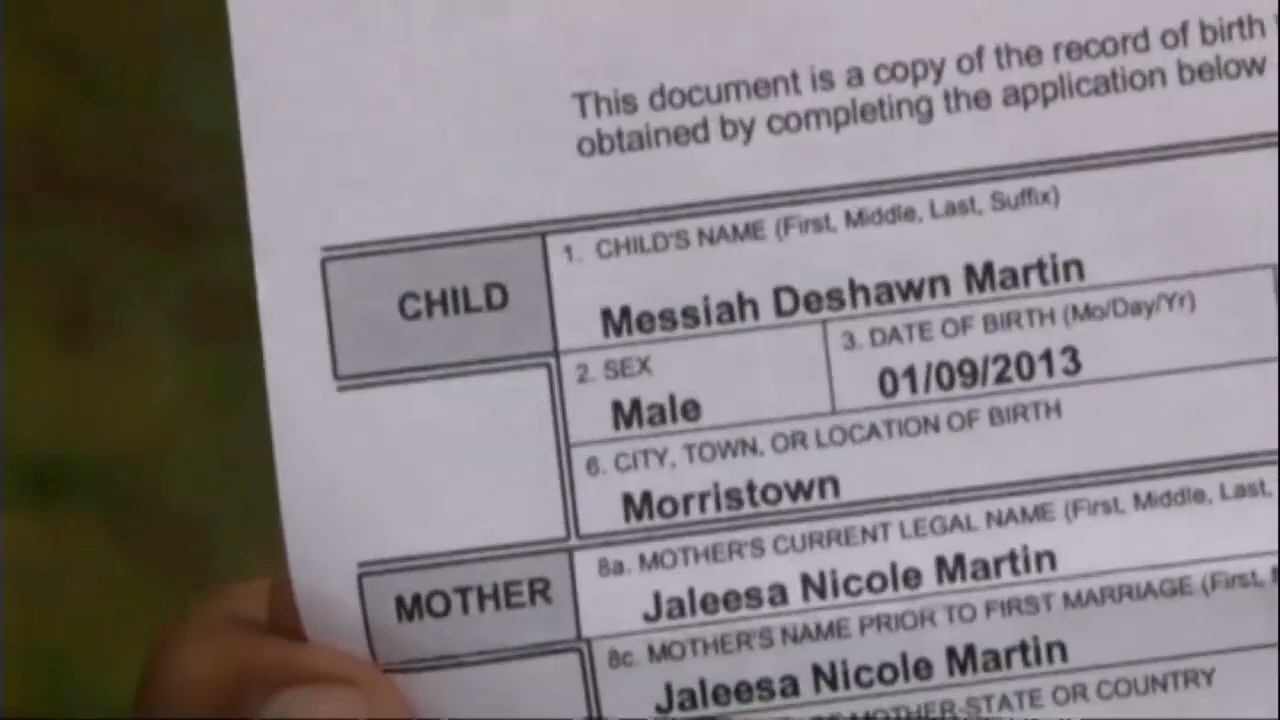 This document is a copy of the record of birth
obtained by completing the application below
1. CHILD'S NAME (First, Middle, Last, Suffix)
CHILD
Messiah Deshawn Martin
2. SEX
3. DATE OF BIRTH (Mo/Day/Yr)
Male
01/09/2013
6. CITY, TOWN, OR LOCATION OF BIRTH
Morristown
8a. MOTHER'S CURRENT LEGAL NAME (First, Middle, Last,
MOTHER
Jaleesa Nicole Martin
8c. MOTHER'S NAME PRIOR TO FIRST MARRIAGE (First,
Jaleesa Nicole Martin
MOTHER-STATE OR COUNTRY